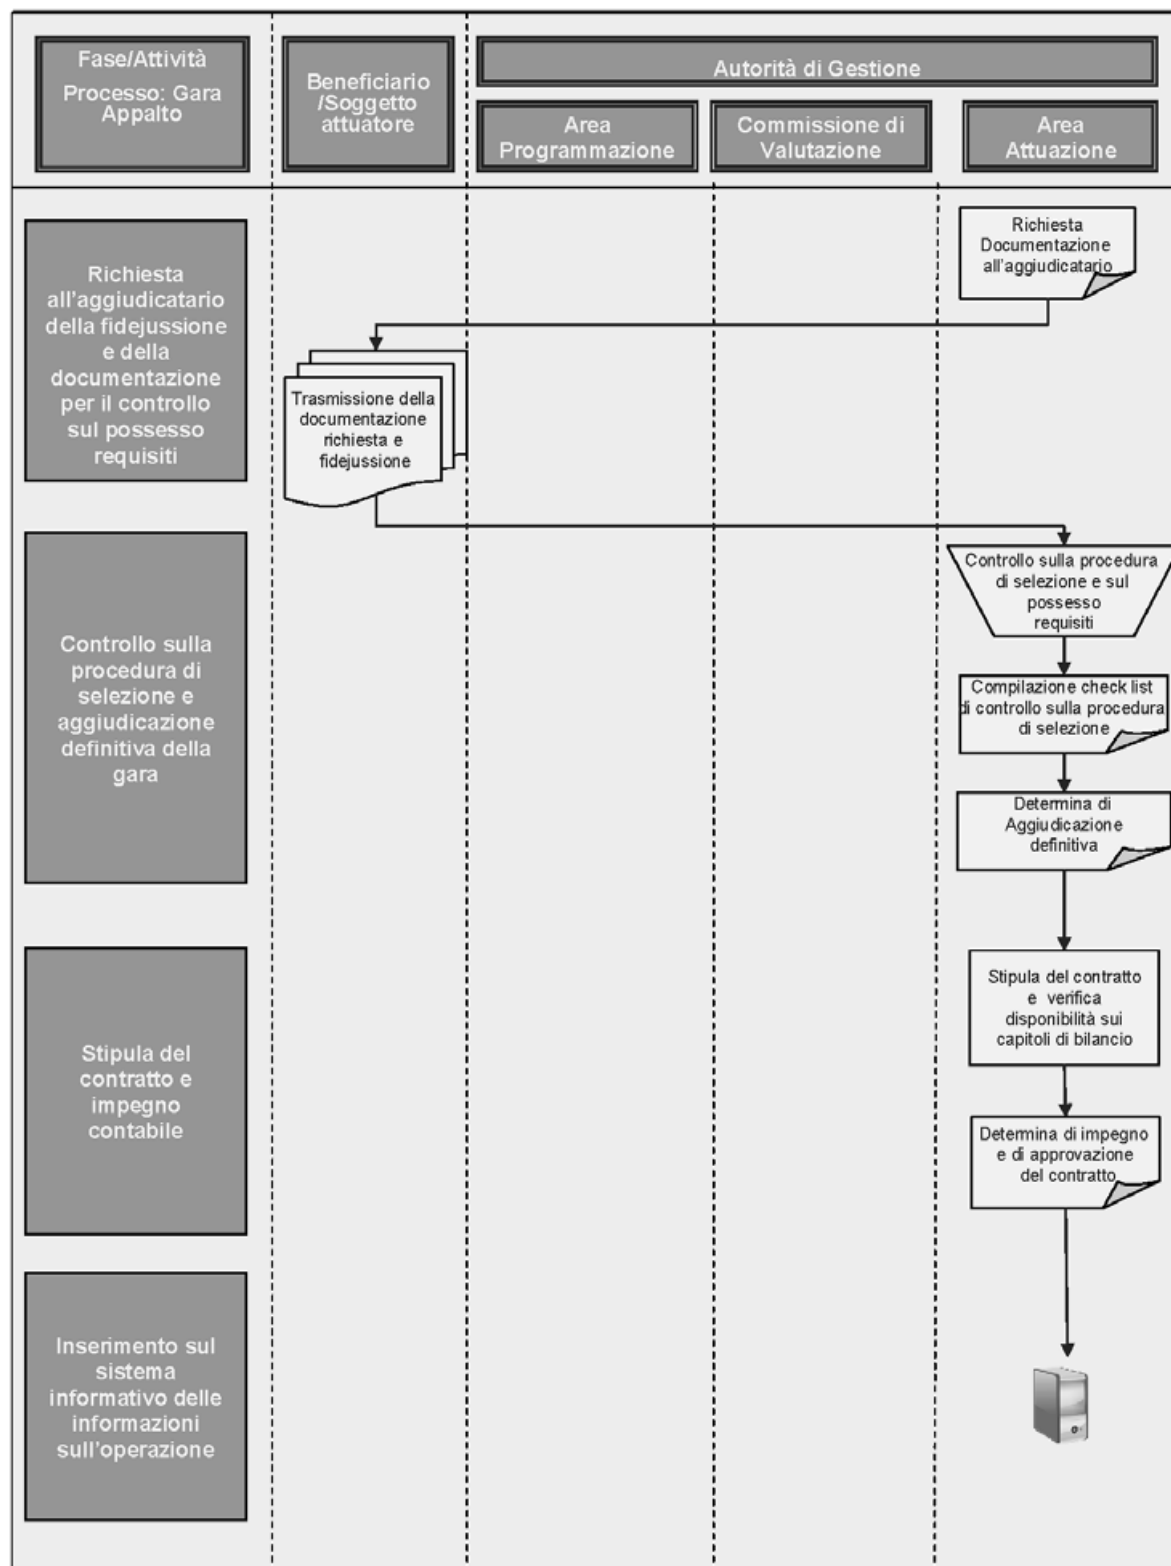 Fase/Attività
Processo: Gara
Appalto
Beneficiario
/Soggetto
attuatore
Autorità di Gestione
Area
Programmazione
Commissione di
Valutazione
Area
Attuazione
Richiesta
all'aggiudicatario
della fidejussione
e della
documentazione
per il controllo
sul possesso
requisiti
Richiesta
Documentazione
all'aggiudicatario
Trasmissione della
documentazione
richiesta e
fidejussione
Controllo sulla
procedura di
selezione e
aggiudicazione
definitiva della
gara
Controllo sulla procedura
di selezione e sul
possesso
requisiti
Compilazione check list
di controllo sulla procedura
di selezione
Determina di
Aggiudicazione
definitiva
Stipula del
contratto e
impegno
contabile
Stipula del contratto
e verifica
disponibilità sui
capitoli di bilancio
Determina di impegno
e di approvazione
del contratto
Inserimento sul
sistema
informativo delle
informazioni
sull'operazione